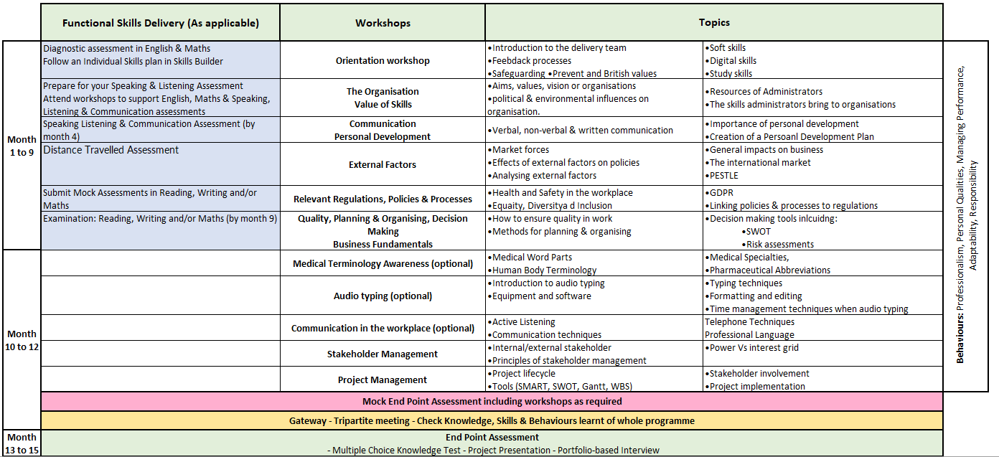 Functional Skills Delivery (As applicable)
Workshops
Topics
Month
1 to 9
Diagnostic assessment in English & Maths
Follow an Individual Skills plan in Skills Builder
Orientation workshop
•Introduction to the delivery team
•Feebdack processes
•Safeguarding •Prevent and British values
•Soft skills
•Digital skills
•Study skills
Prepare for your Speaking & Listening Assessment
Attend workshops to support English, Maths & Speaking,
Listening & Communication assessments
The Organisation
Value of Skills
•Aims, values, vision or organisations
•political & environmental influences on
organisation.
•Resources of Administrators
•The skills administrators bring to organisations
Speaking Listening & Communication Assessment (by
month 4)
Communication
Personal Development
•Verbal, non-verbal & written communication
•Importance of personal development
•Creation of a Persoanl Development Plan
Distance Travelled Assessment
External Factors
•Market forces
•Effects of external factors on policies
•Analysing external factors
•General impacts on business
•The international market
•PESTLE
Submit Mock Assessments in Reading, Writing and/or
Maths
Relevant Regulations, Policies & Processes
•Health and Safety in the workplace
•Equity, Diversitya d Inclusion
•GDPR
•Linking policies & processes to regulations
Examination: Reading, Writing and/or Maths (by month 9)
Quality, Planning & Organising, Decision
Making
Business Fundamentals
•How to ensure quality in work
•Methods for planning & organising
•Decision making tools inlcuidng:
•SWOT
•Risk assessments
Month
10 to 12
Medical Terminology Awareness (optional)
•Medical Word Parts
•Human Body Terminology
•Medical Specialties,
•Pharmaceutical Abbreviations
Audio typing (optional)
•Introduction to audio typing
•Equipment and software
•Typing techniques
•Formatting and editing
•Time management techniques when audio typing
Communication in the workplace (optional)
•Active Listening
•Communication techniques
Telephone Techniques
Professional Language
Stakeholder Management
•Internal/external stakeholder
•Principles of stakeholder management
•Power Vs interest grid
Project Management
•Project lifecycle
•Tools (SMART, SWOT, Gantt, WBS)
•Stakeholder involvement
•Project implementation
Behaviours: Professionalism, Personal Qualities, Managing Performance,
Adaptability, Responsibility
Mock End Point Assessment including workshops as required
Gateway - Tripartite meeting - Check Knowledge, Skills & Behaviours learnt of whole programme
Month
13 to 15
End Point Assessment
- Multiple Choice Knowledge Test - Project Presentation - Portfolio-based Interview